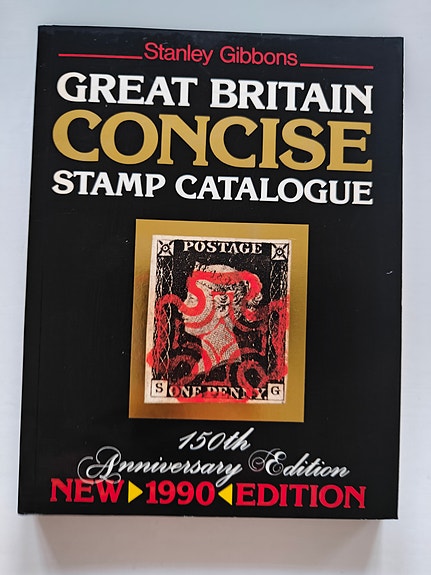 Stanley Gibbons
GREAT BRITAIN
CONCISE
STAMP CATALOGUE
POSTAGE
S ONE PENNY G
150th
Anniversary Edition
NEW 1990 EDITION